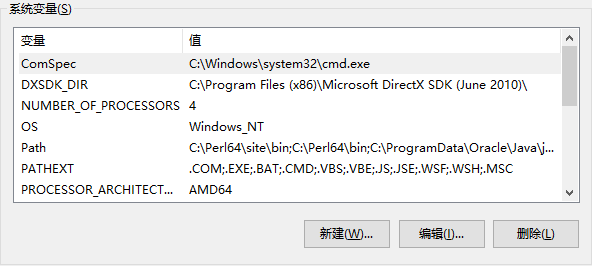 系统变量(S)
变量 值
ComSpec C:\Windows\system32\cmd.exe
DXSDK_DIR C:\Program Files (x86)\Microsoft DirectX SDK (June 2010)\
NUMBER_OF_PROCESSORS 4
OS Windows_NT
Path C:\Perl64\site\bin;C:\Perl64\bin;C:\ProgramData\Oracle\Java\j...
PATHEXT .COM;.EXE;.BAT;.CMD;.VBS;.VBE;.JS;.JSE;.WSF;.WSH;.MSC
PROCESSOR_ARCHITECT... AMD64
新建(W)... 编辑(I)... 删除(L)